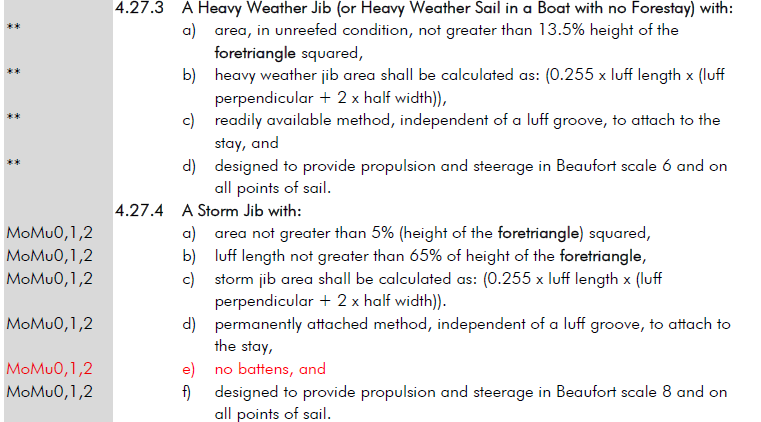 4.27.3 A Heavy Weather Jib (or Heavy Weather Sail in a Boat with no Forestay) with:
** a) area, in unreefed condition, not greater than 13.5% height of the
foretriangle squared,
** b) heavy weather jib area shall be calculated as: (0.255 x luff length x (luff
perpendicular + 2 x half width)),
** c) readily available method, independent of a luff groove, to attach to the
stay, and
** d) designed to provide propulsion and steerage in Beaufort scale 6 and on
all points of sail.
4.27.4 A Storm Jib with:
MoMu0,1,2 a) area not greater than 5% (height of the foretriangle) squared,
MoMu0,1,2 b) luff length not greater than 65% of height of the foretriangle,
MoMu0,1,2 c) storm jib area shall be calculated as: (0.255 x luff length x (luff
perpendicular + 2 x half width)).
MoMu0,1,2 d) permanently attached method, independent of a luff groove, to attach to
the stay,
MoMu0,1,2 e) no battens, and
MoMu0,1,2 f) designed to provide propulsion and steerage in Beaufort scale 8 and on
all points of sail.